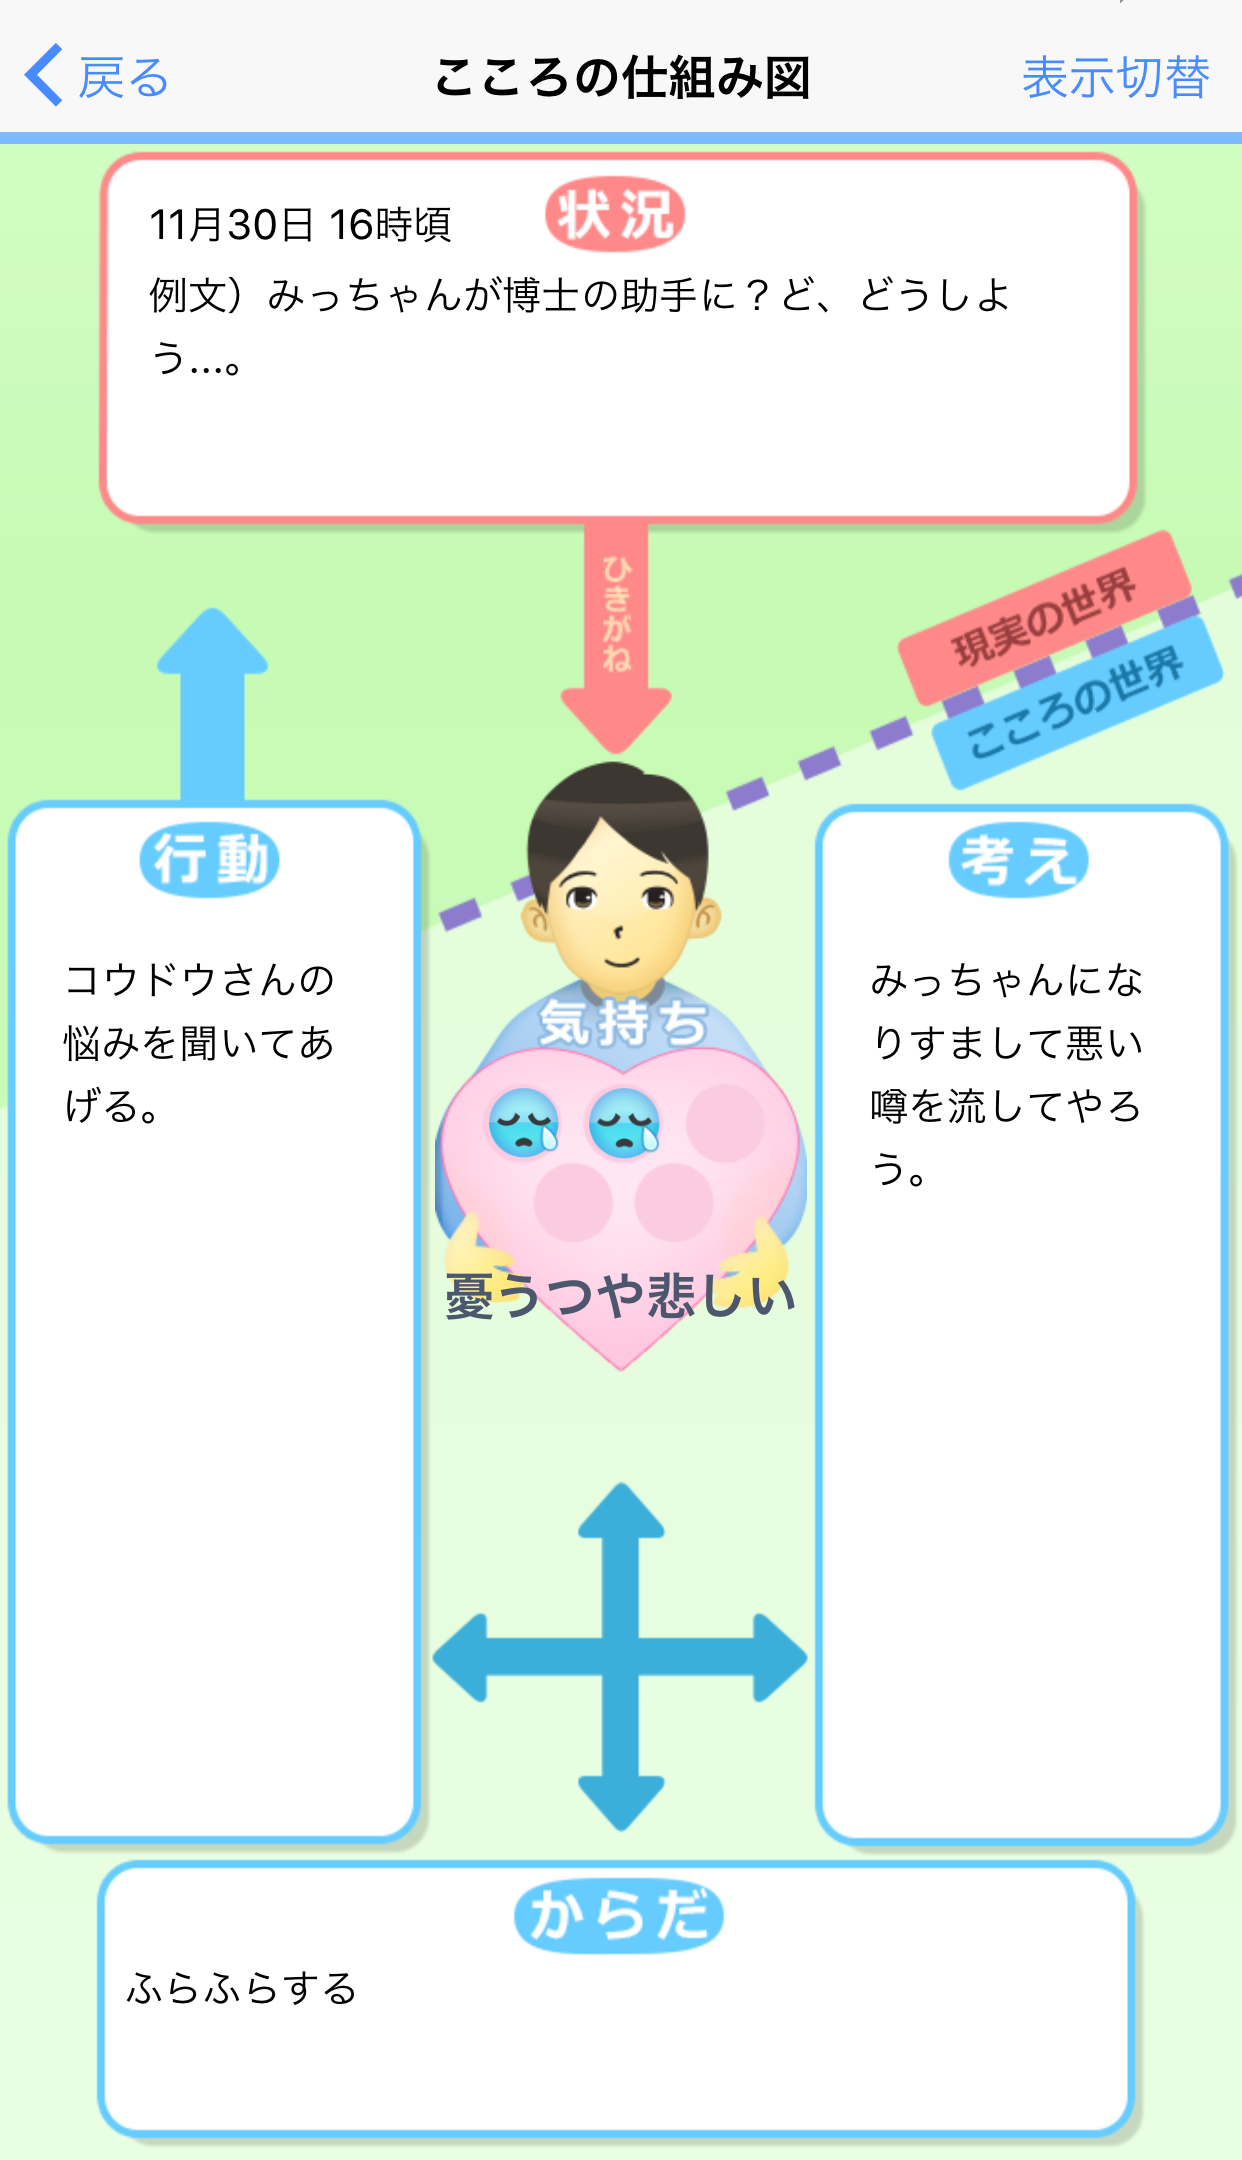 戻る
こころの仕組み図
表示切替
状況
11月30日 16時頃
例文）みっちゃんが博士の助手に？ど、どうしよ
う…。
ひきがね
現実の世界
こころの世界
行動
コウドウさんの
悩みを聞いてあ
げる。
気持ち
憂うつや悲しい
考え
みっちゃんにな
りすまして悪い
噂を流してやろ
う。
からだ
ふらふらする